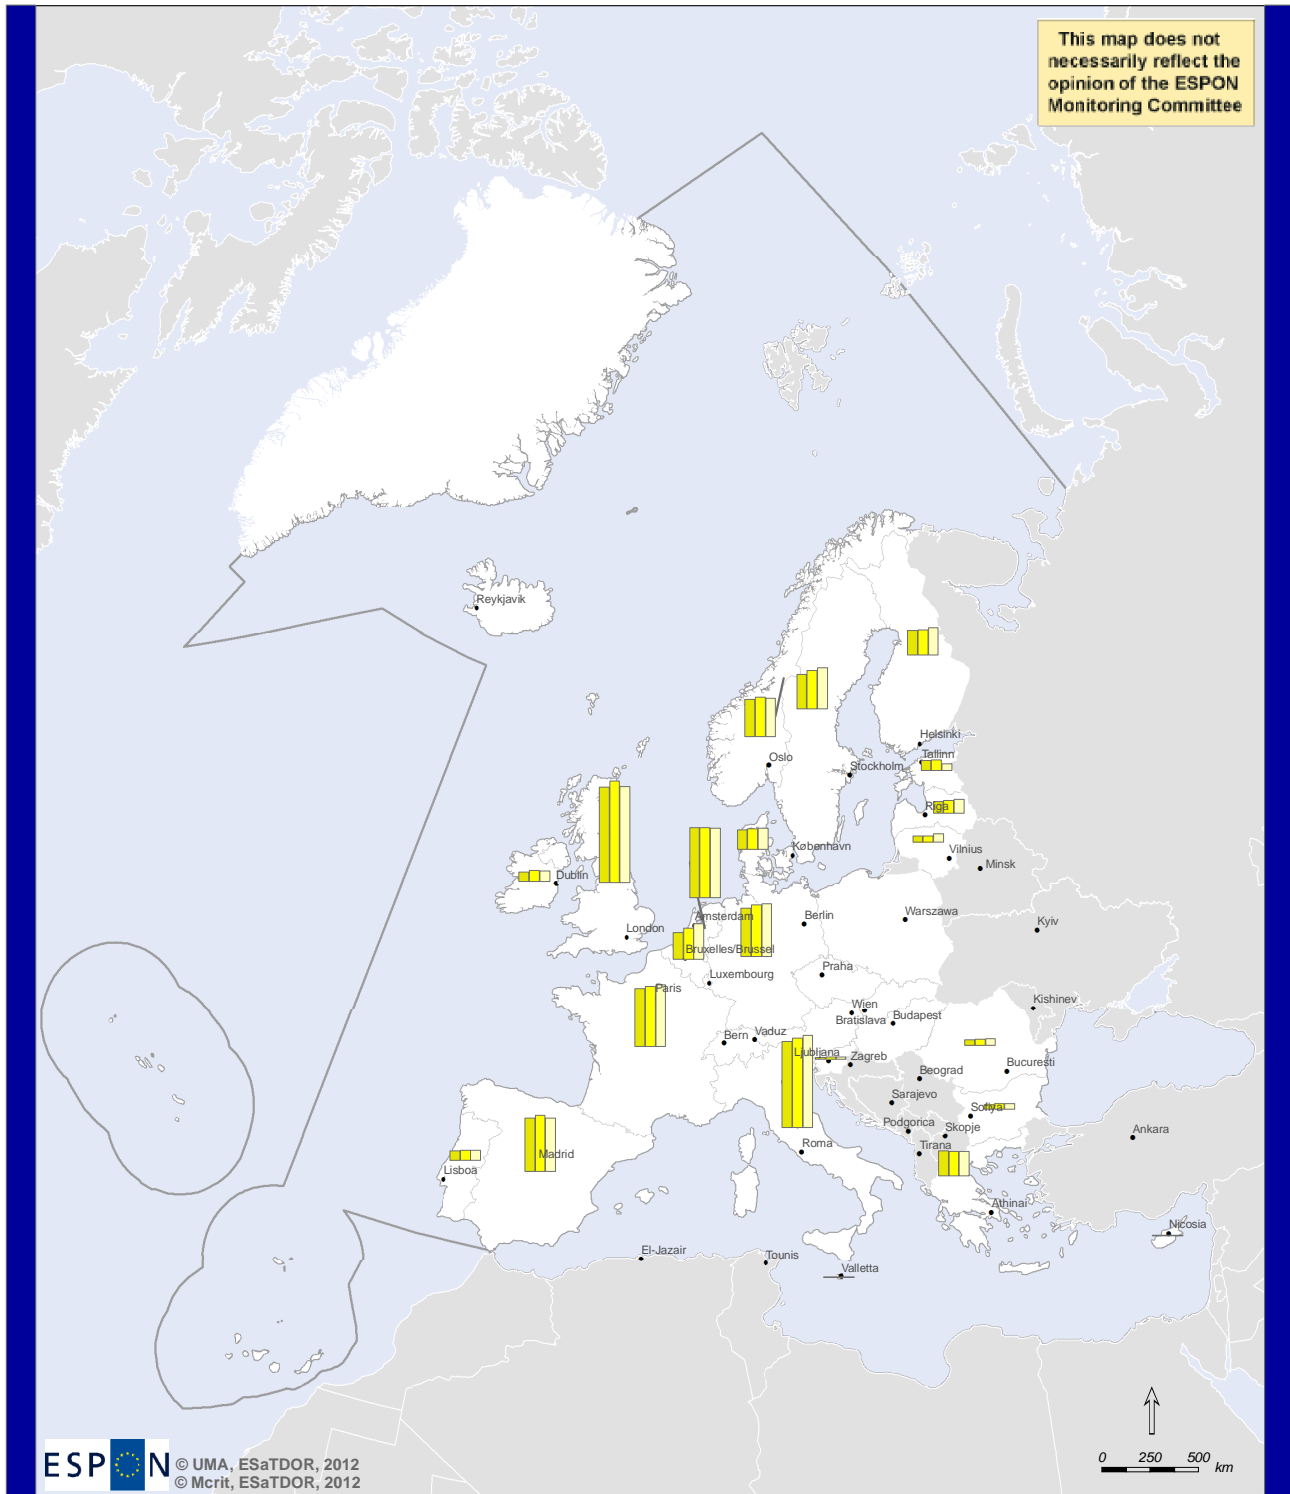 This map does not
necessarily reflect the
opinion of the ESPON
Monitoring Committee
Reykjavik
Helsinki
Tallinn
Oslo
Stockholm
Riga
København
Vilnius
Minsk
Dublin
Amsterdam
Berlin
Warszawa
London
Kyiv
Bruxelles/Brussel
Praha
Luxembourg
Paris
Kishinev
Wien
Bratislava
Budapest
Bern
Vaduz
Ljubljana
Zagreb
Beograd
Bucuresti
Sarajevo
Sofiya
Podgorica
Skopje
Ankara
Roma
Tirana
Madrid
Lisboa
Athinai
Nicosia
El-Jazair
Tounis
Valletta
0 250 500
km
ESPON
© UMA, ESaTDOR, 2012
© Mcrit, ESaTDOR, 2012